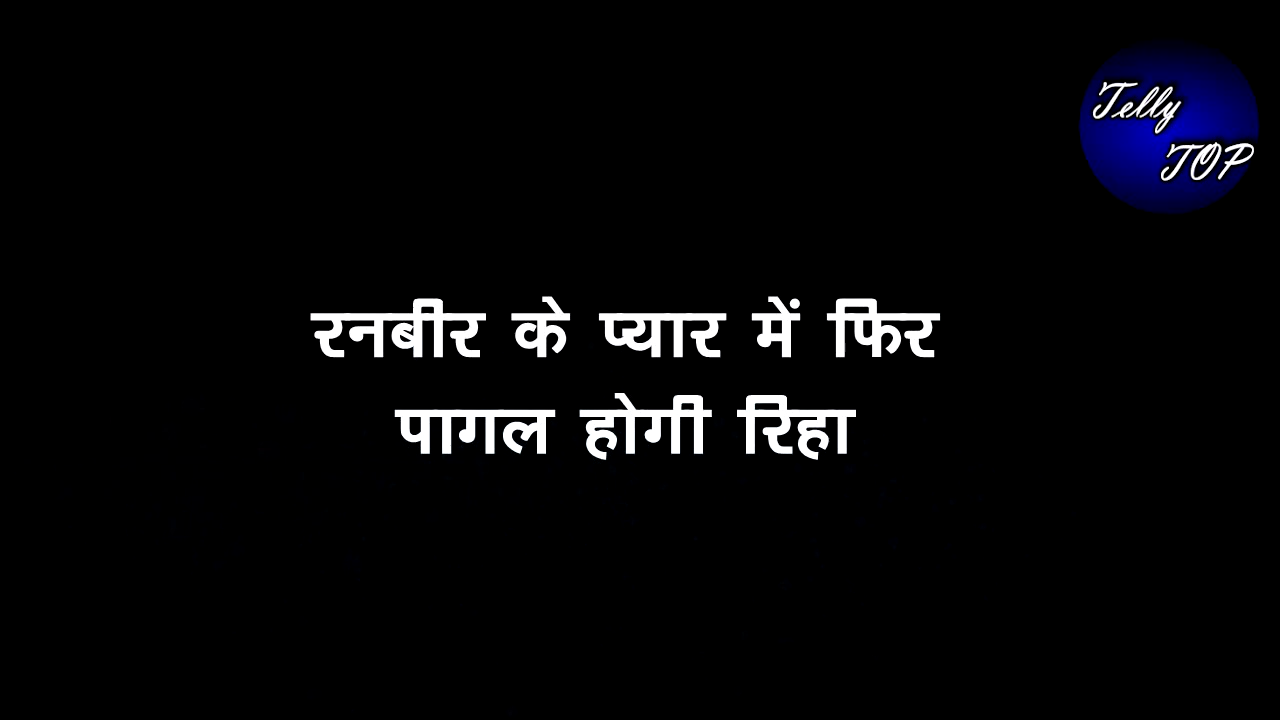 Telly
TOP
रनबीर के प्यार में फिर
पागल होगी रिहा